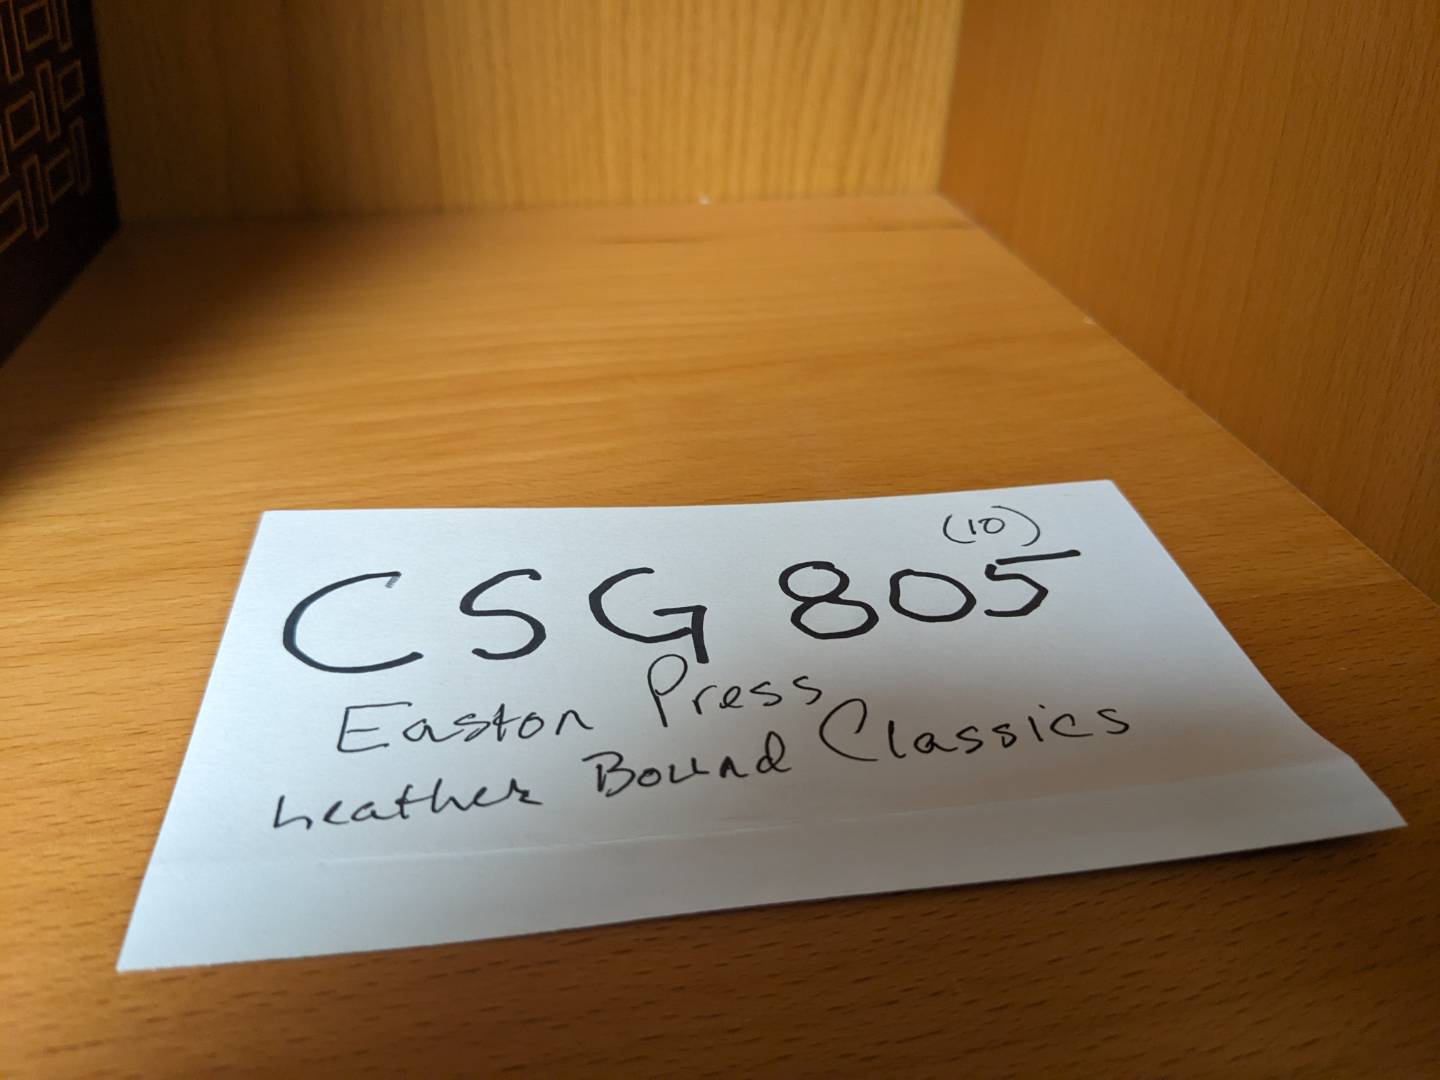 (10)
CSG 805
Easton Press
Leather Bound Classics